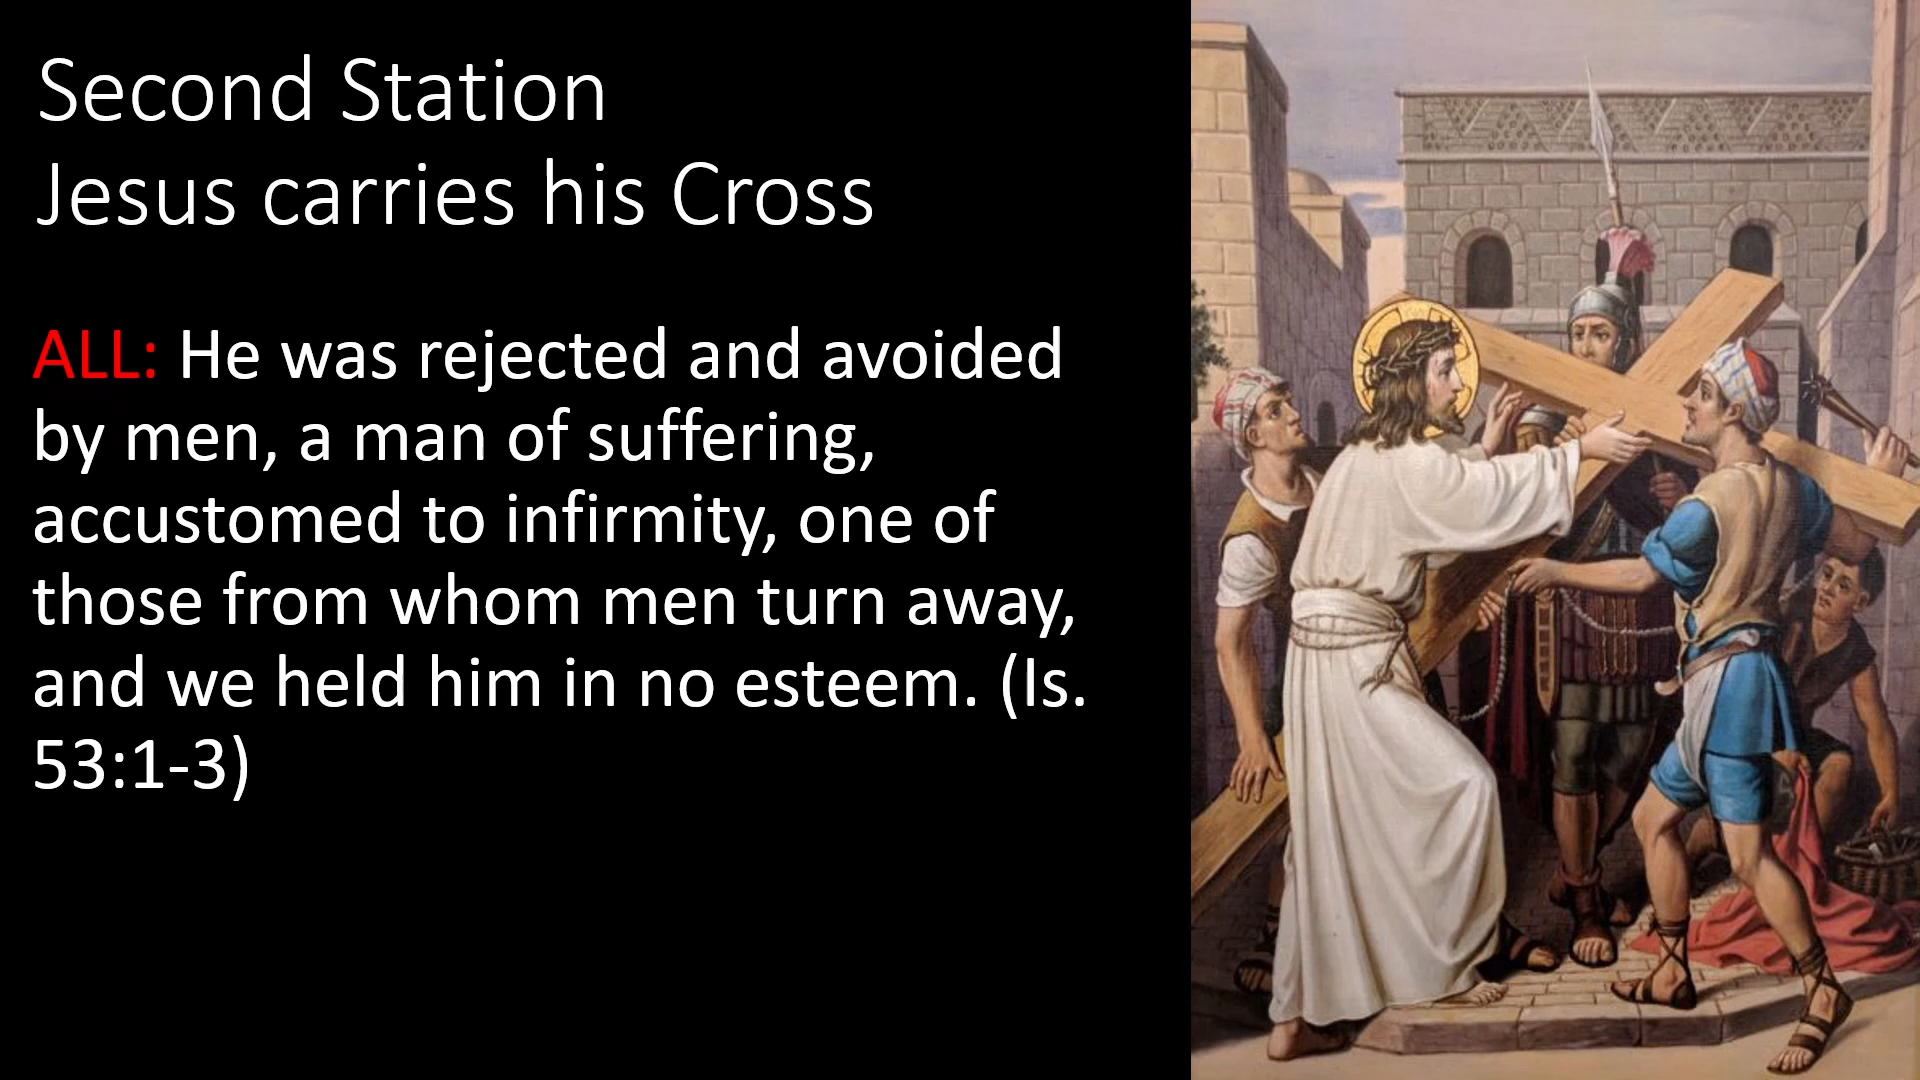 Second Station
Jesus carries his Cross
ALL: He was rejected and avoided
by men, a man of suffering,
accustomed to infirmity, one of
those from whom men turn away,
and we held him in no esteem. (Is.
53:1-3)